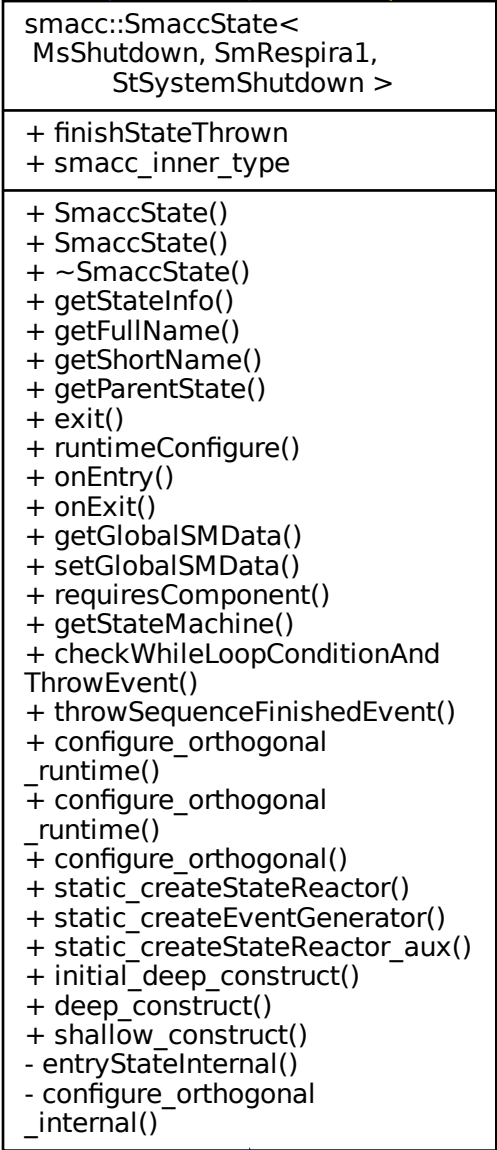 smacc::SmaccState<
MsShutdown, SmRespira1,
StSystemShutdown >
+ finishStateThrown
+ smacc_inner_type
+ SmaccState()
+ SmaccState()
+ ~SmaccState()
+ getStateInfo()
+ getFullName()
+ getShortName()
+ getParentState()
+ exit()
+ runtimeConfigure()
+ onEntry()
+ onExit()
+ getGlobalSMData()
+ setGlobalSMData()
+ requiresComponent()
+ getStateMachine()
+ checkWhileLoopConditionAnd
ThrowEvent()
+ throwSequenceFinishedEvent()
+ configure_orthogonal
_runtime()
+ configure_orthogonal
_runtime()
+ configure_orthogonal()
+ static_createStateReactor()
+ static_createEventGenerator()
+ static_createStateReactor_aux()
+ initial_deep_construct()
+ deep_construct()
+ shallow_construct()
- entryStateInternal()
- configure_orthogonal
_internal()